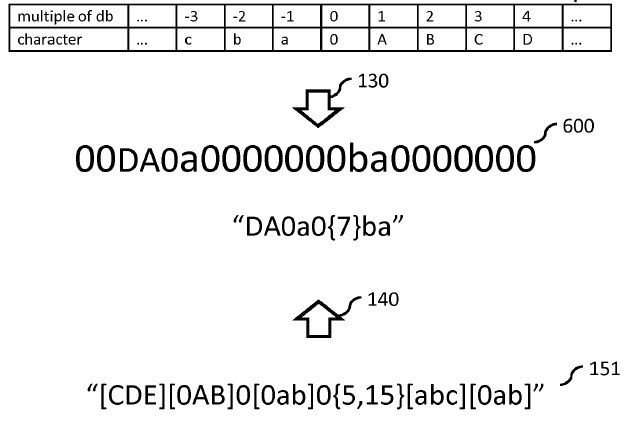 multiple of db ... -3 -2 -1 0 1 2 3 4 ...
character ... c b a 0 A B C D ...
130
600
00DA0a0000000ba0000000
“DA0a0{7}ba”
140
151
“[CDE][0AB]0[0ab]0{5,15}[abc][0ab]”